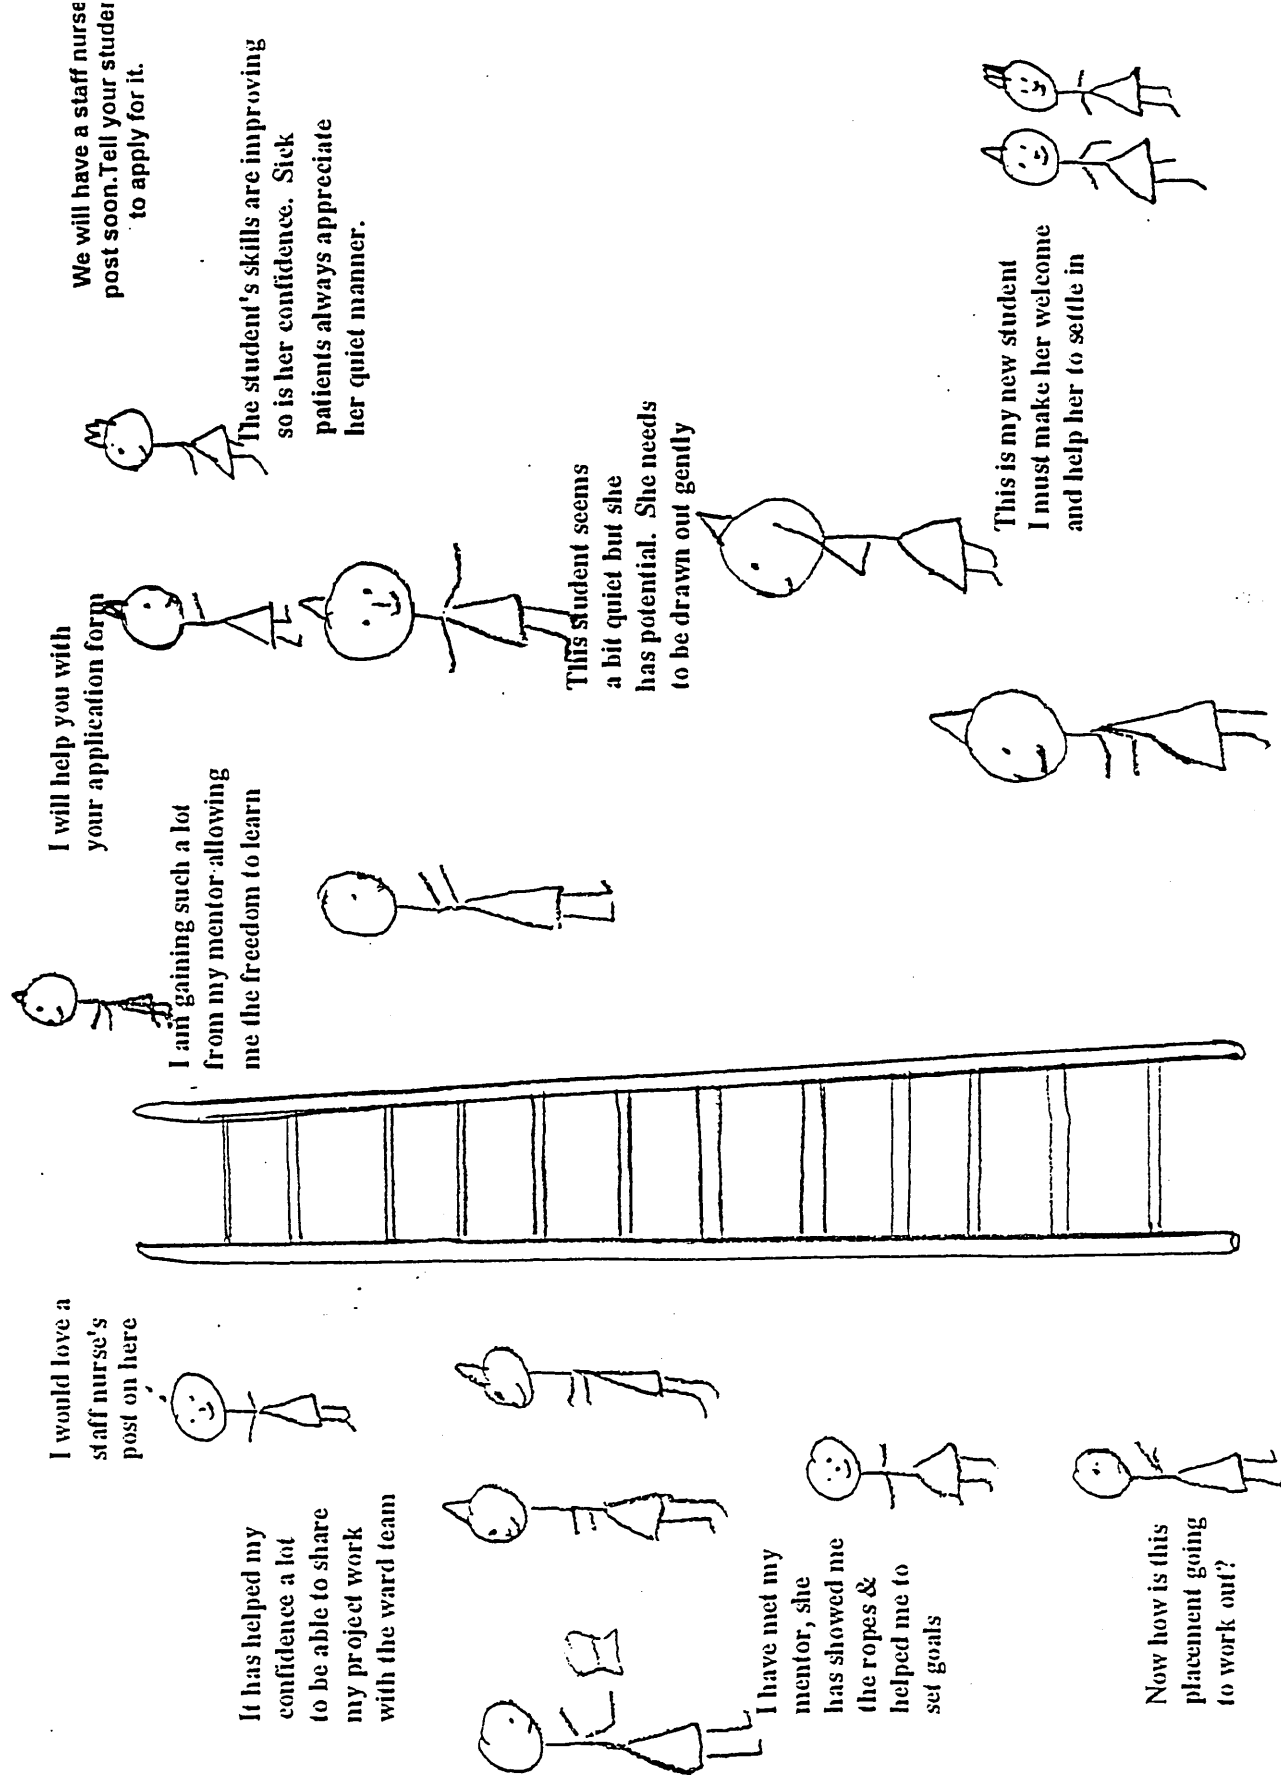 I would love a
staff nurse's
post on here
I will help you with
your application form
We will have a staff nurse
post soon.Tell your
to apply for it.
I am gaining such a lot
from my mentor allowing
me the freedom to learn
It has helped my
confidence a lot
to be able to share
my project work
with the ward team
The student's skills are improving
so is her confidence. Sick
patients always appreciate
her quiet manner.
This student seems
a bit quiet but she
has potential. She needs
to be drawn out gently
I have met my
mentor, she
has showed me
the ropes &
helped me to
set goals
This is my new student
I must make her welcome
and help her to settle in
Now how is this
placement going
to work out?